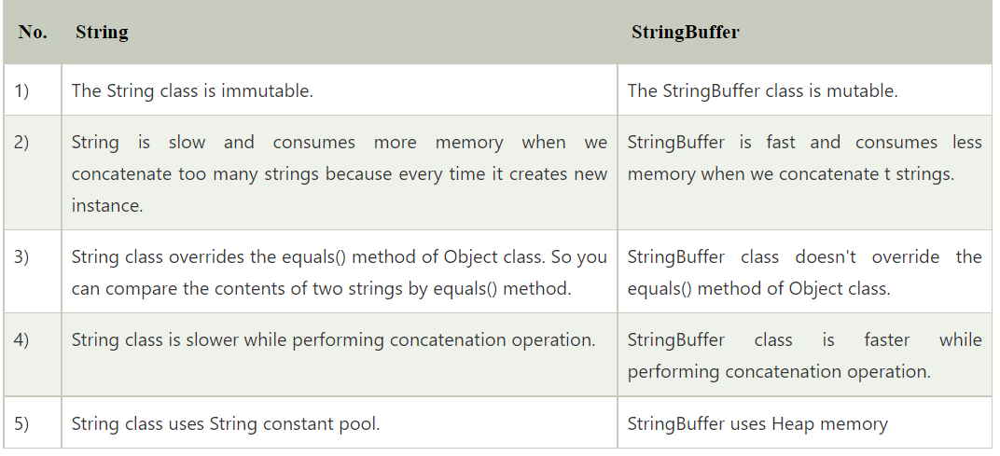 No. String StringBuffer
1) The String class is immutable. The StringBuffer class is mutable.
2) String is slow and consumes more memory when we StringBuffer is fast and consumes less
concatenate too many strings because every time it creates new memory when we concatenate t strings.
instance.
3) String class overrides the equals() method of Object class. So you StringBuffer class doesn't override the
can compare the contents of two strings by equals() method. equals() method of Object class.
4) String class is slower while performing concatenation operation. StringBuffer class is faster while
performing concatenation operation.
5) String class uses String constant pool. StringBuffer uses Heap memory